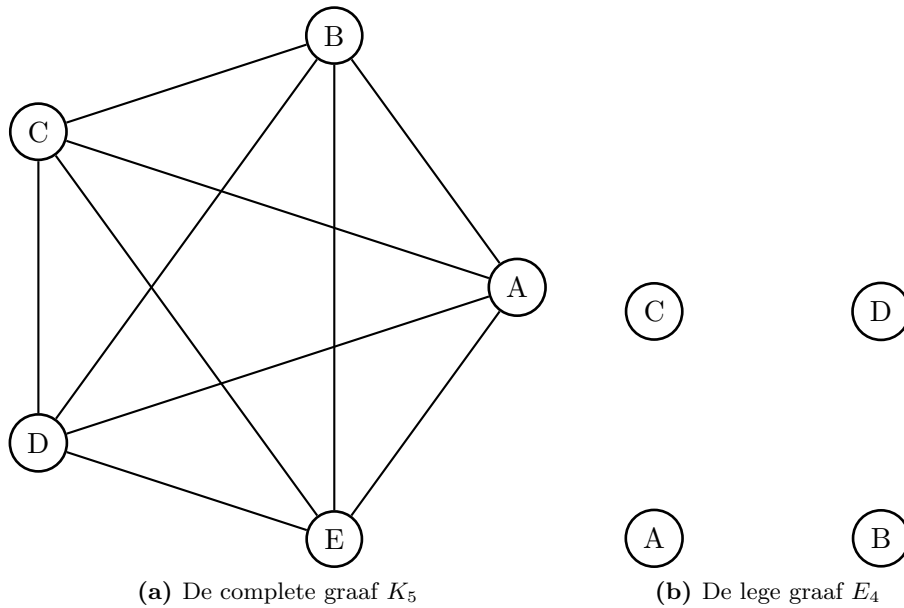 B
C
A
D
E
C
D
A
B
(a) De complete graaf K₅
(b) De lege graaf E₄